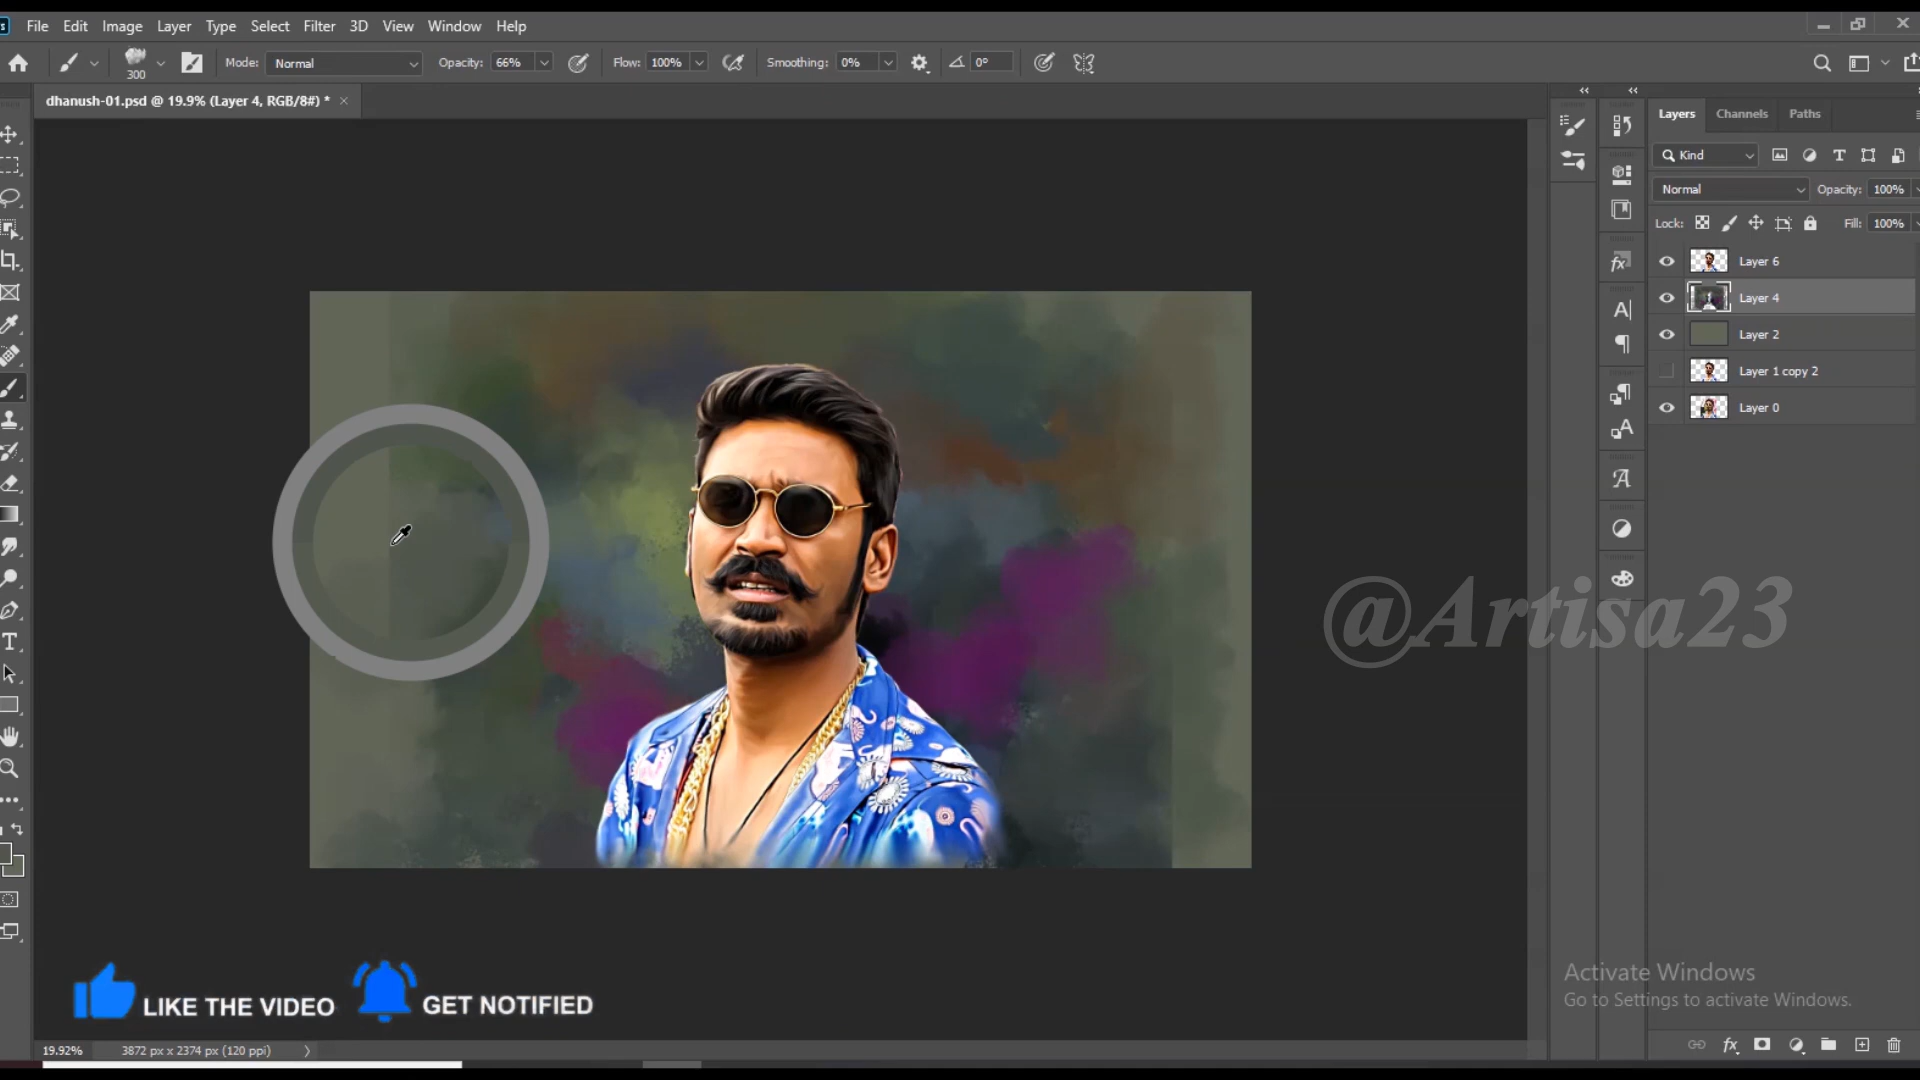 File Edit Image Layer Type Select Filter 3D View Window Help
300 Mode: Normal Opacity: 66% Flow: 100% Smoothing: 0% 0°
dhanush-01.psd @ 19.9% (Layer 4, RGB/8#) * ×
Layers Channels Paths
Kind
Normal Opacity: 100%
Lock: Fill: 100%
Layer 6
Layer 4
Layer 2
Layer 1 copy 2
Layer 0
@Artisa23
LIKE THE VIDEO GET NOTIFIED
Activate Windows
Go to Settings to activate Windows.
19.92% 3872 px x 2374 px (120 ppi)